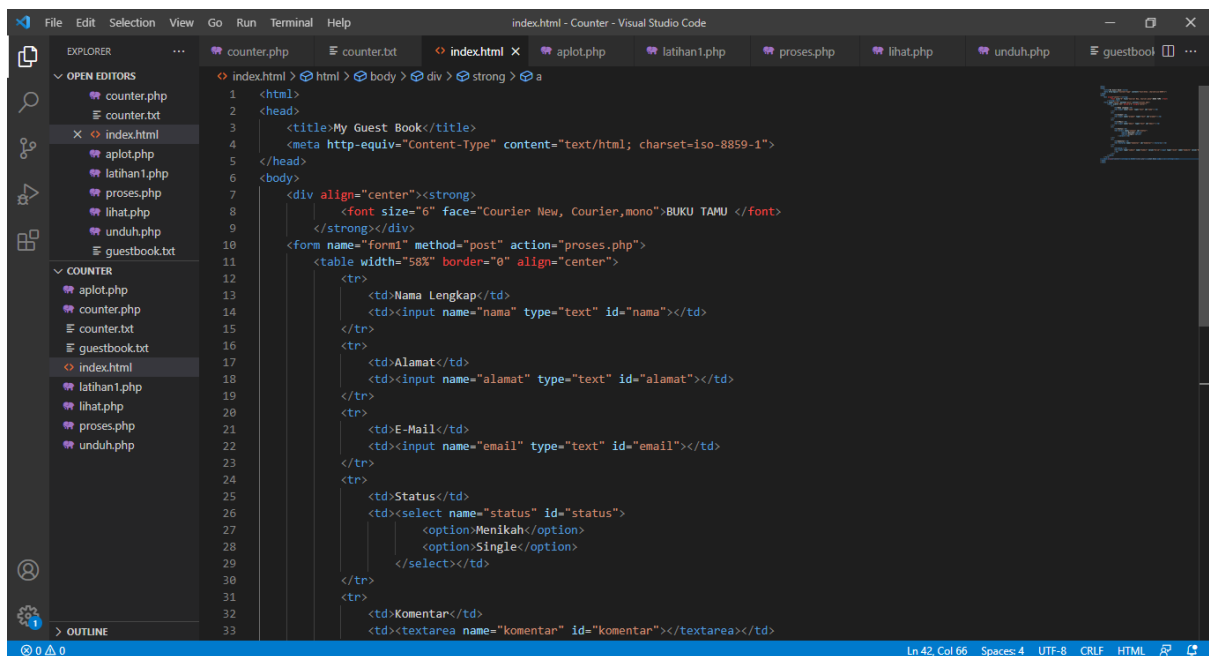 File Edit Selection View Go Run Terminal Help index.html - Counter - Visual Studio Code
EXPLORER ...
OPEN EDITORS
counter.php
counter.txt
index.html
aplot.php
latihan1.php
proses.php
lihat.php
unduh.php
guestbook.txt
COUNTER
aplot.php
counter.php
counter.txt
guestbook.txt
index.html
latihan1.php
lihat.php
proses.php
unduh.php
OUTLINE
counter.php counter.txt index.html aplot.php latihan1.php proses.php lihat.php unduh.php guestbook ...
index.html > html > body > div > strong > a
1 <html>
2 <head>
3 <title>My Guest Book</title>
4 <meta http-equiv="Content-Type" content="text/html; charset=iso-8859-1">
5 </head>
6 <body>
7 <div align="center"><strong>
8 <font size="6" face="Courier New, Courier,mono">BUKU TAMU </font>
9 </strong></div>
10 <form name="form1" method="post" action="proses.php">
11 <table width="58%" border="0" align="center">
12 <tr>
13 <td>Nama Lengkap</td>
14 <td><input name="nama" type="text" id="nama"></td>
15 </tr>
16 <tr>
17 <td>Alamat</td>
18 <td><input name="alamat" type="text" id="alamat"></td>
19 </tr>
20 <tr>
21 <td>E-Mail</td>
22 <td><input name="email" type="text" id="email"></td>
23 </tr>
24 <tr>
25 <td>Status</td>
26 <td><select name="status" id="status">
27 <option>Menikah</option>
28 <option>Single</option>
29 </select></td>
30 </tr>
31 <tr>
32 <td>Komentar</td>
33 <td><textarea name="komentar" id="komentar"></textarea></td>
1
0 0 Ln 42, Col 66 Spaces: 4 UTF-8 CRLF HTML